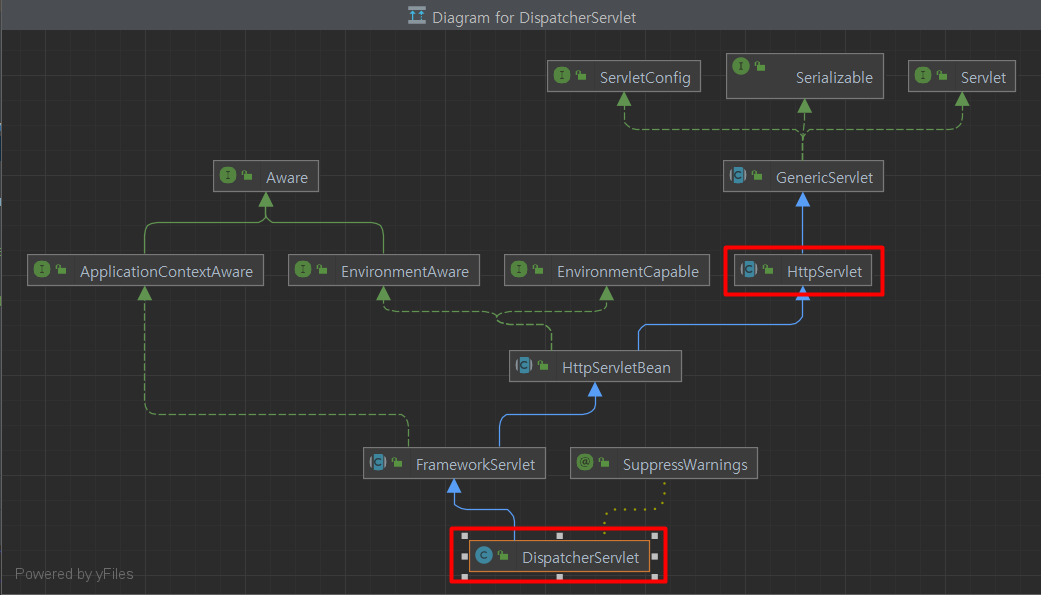 Diagram for DispatcherServlet
I ServletConfig
I Serializable
I Servlet
I Aware
C GenericServlet
I ApplicationContextAware
I EnvironmentAware
I EnvironmentCapable
C HttpServlet
C HttpServletBean
C FrameworkServlet
@ SuppressWarnings
C DispatcherServlet
Powered by yFiles